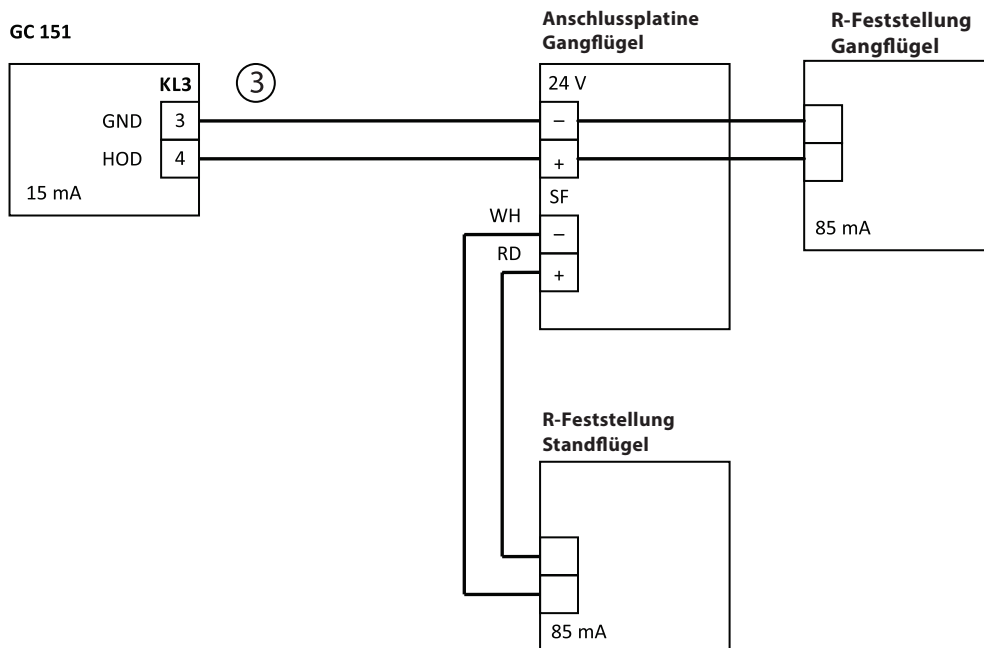 GC 151
KL3
3
GND 3
HOD 4
15 mA
Anschlussplatine
Gangflügel
24 V
–
+
SF
WH –
RD +
R-Feststellung
Gangflügel
85 mA
R-Feststellung
Standflügel
85 mA